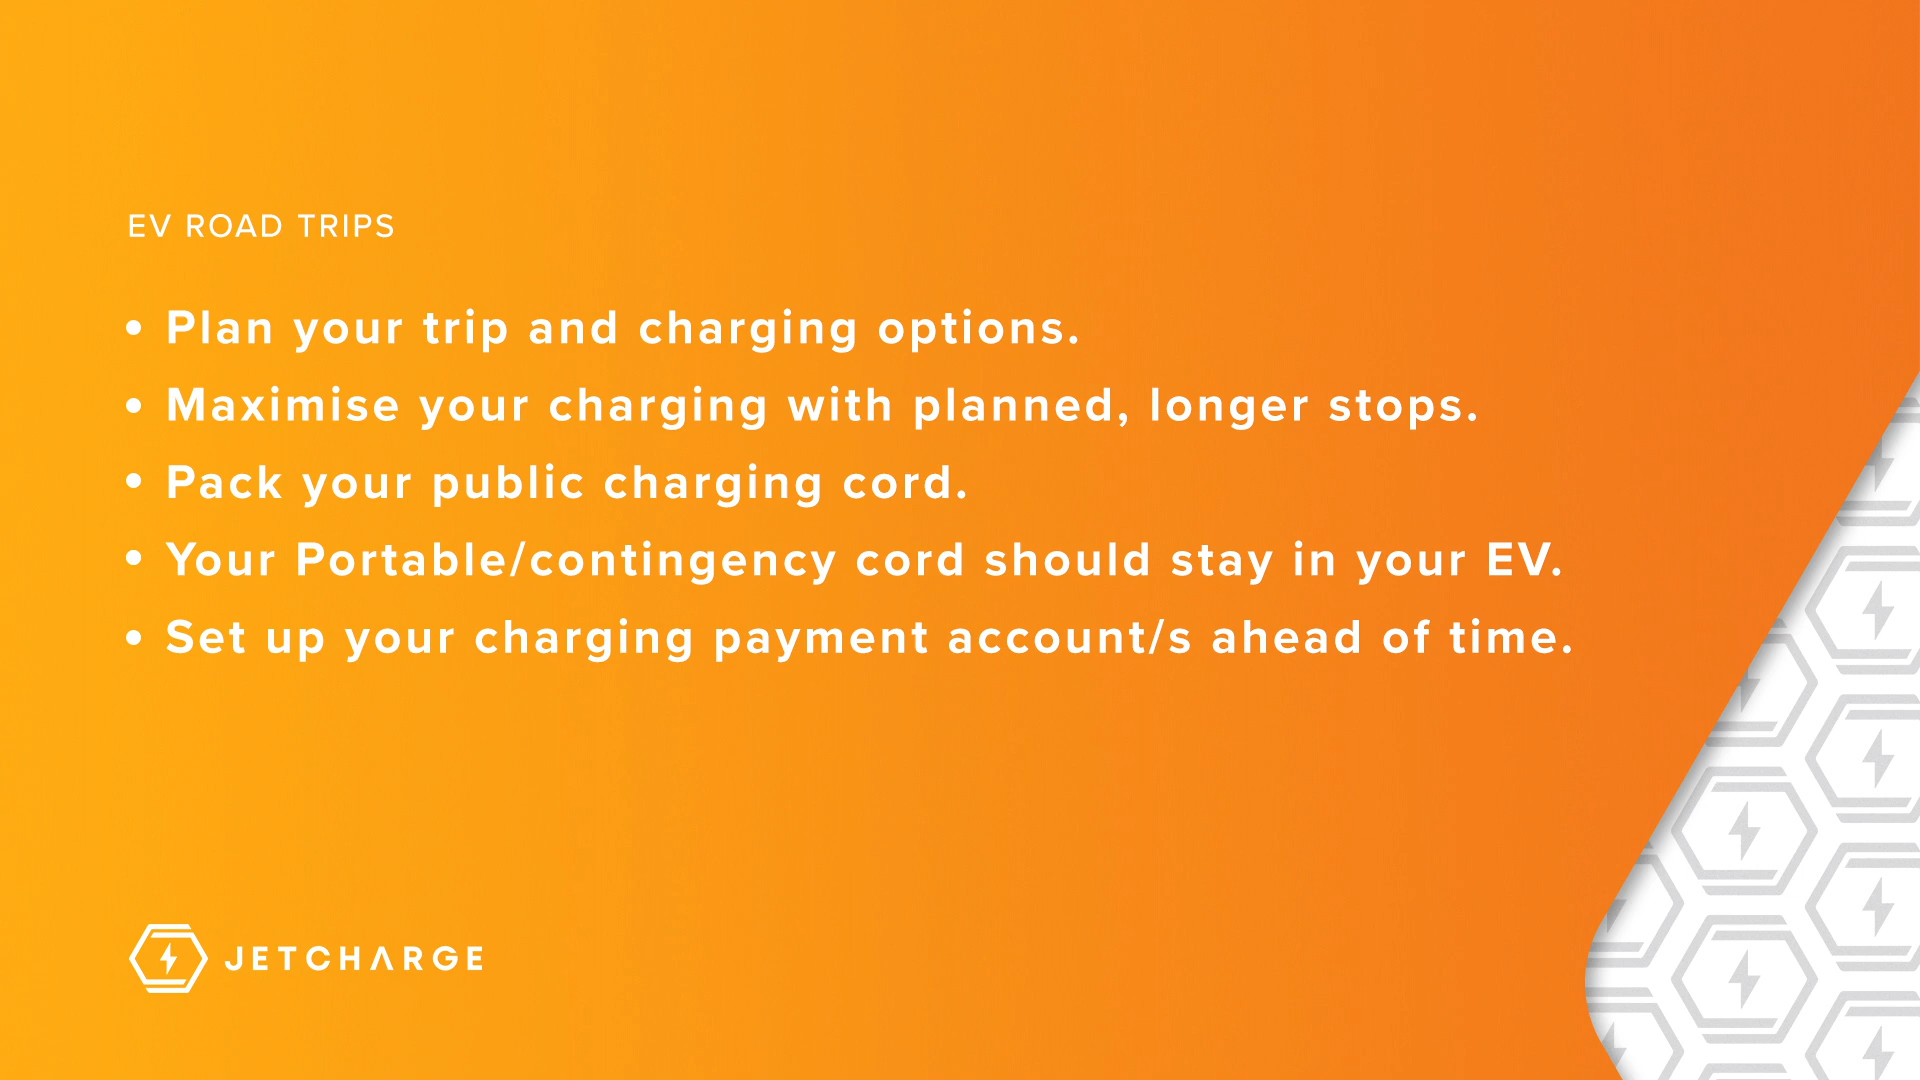 EV ROAD TRIPS
• Plan your trip and charging options.
• Maximise your charging with planned, longer stops.
• Pack your public charging cord.
• Your Portable/contingency cord should stay in your EV.
• Set up your charging payment account/s ahead of time.
JETCHARGE